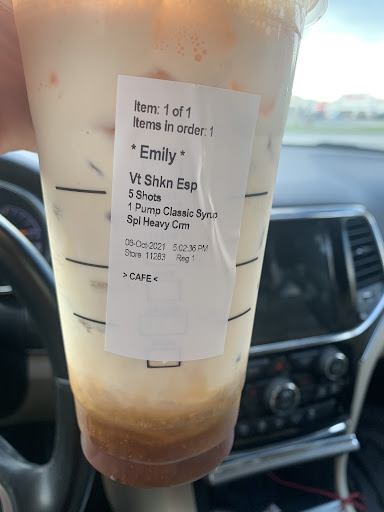 Item: 1 of 1
Items in order: 1
* Emily *
Vt Shkn Esp
5 Shots
1 Pump Classic Syrup
Spl Heavy Crm
08-Oct-2021 5:02:36 PM
Store 11283 Reg 1
> CAFE <